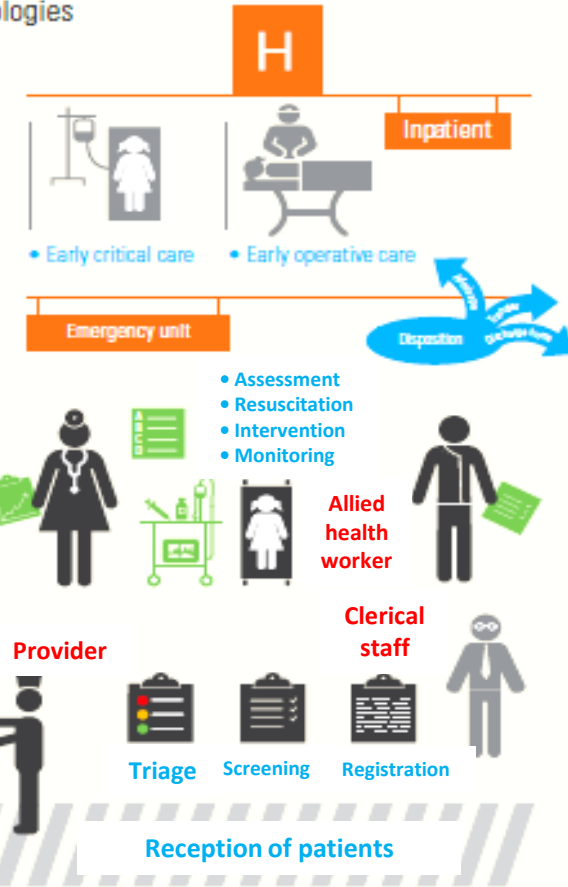 ologies
H
Inpatient
• Early critical care
• Early operative care
Emergency unit
Disposition
• Assessment
• Resuscitation
• Intervention
• Monitoring
A
B
C
D
Allied
health
worker
Clerical
staff
Provider
Triage
Screening
Registration
Reception of patients